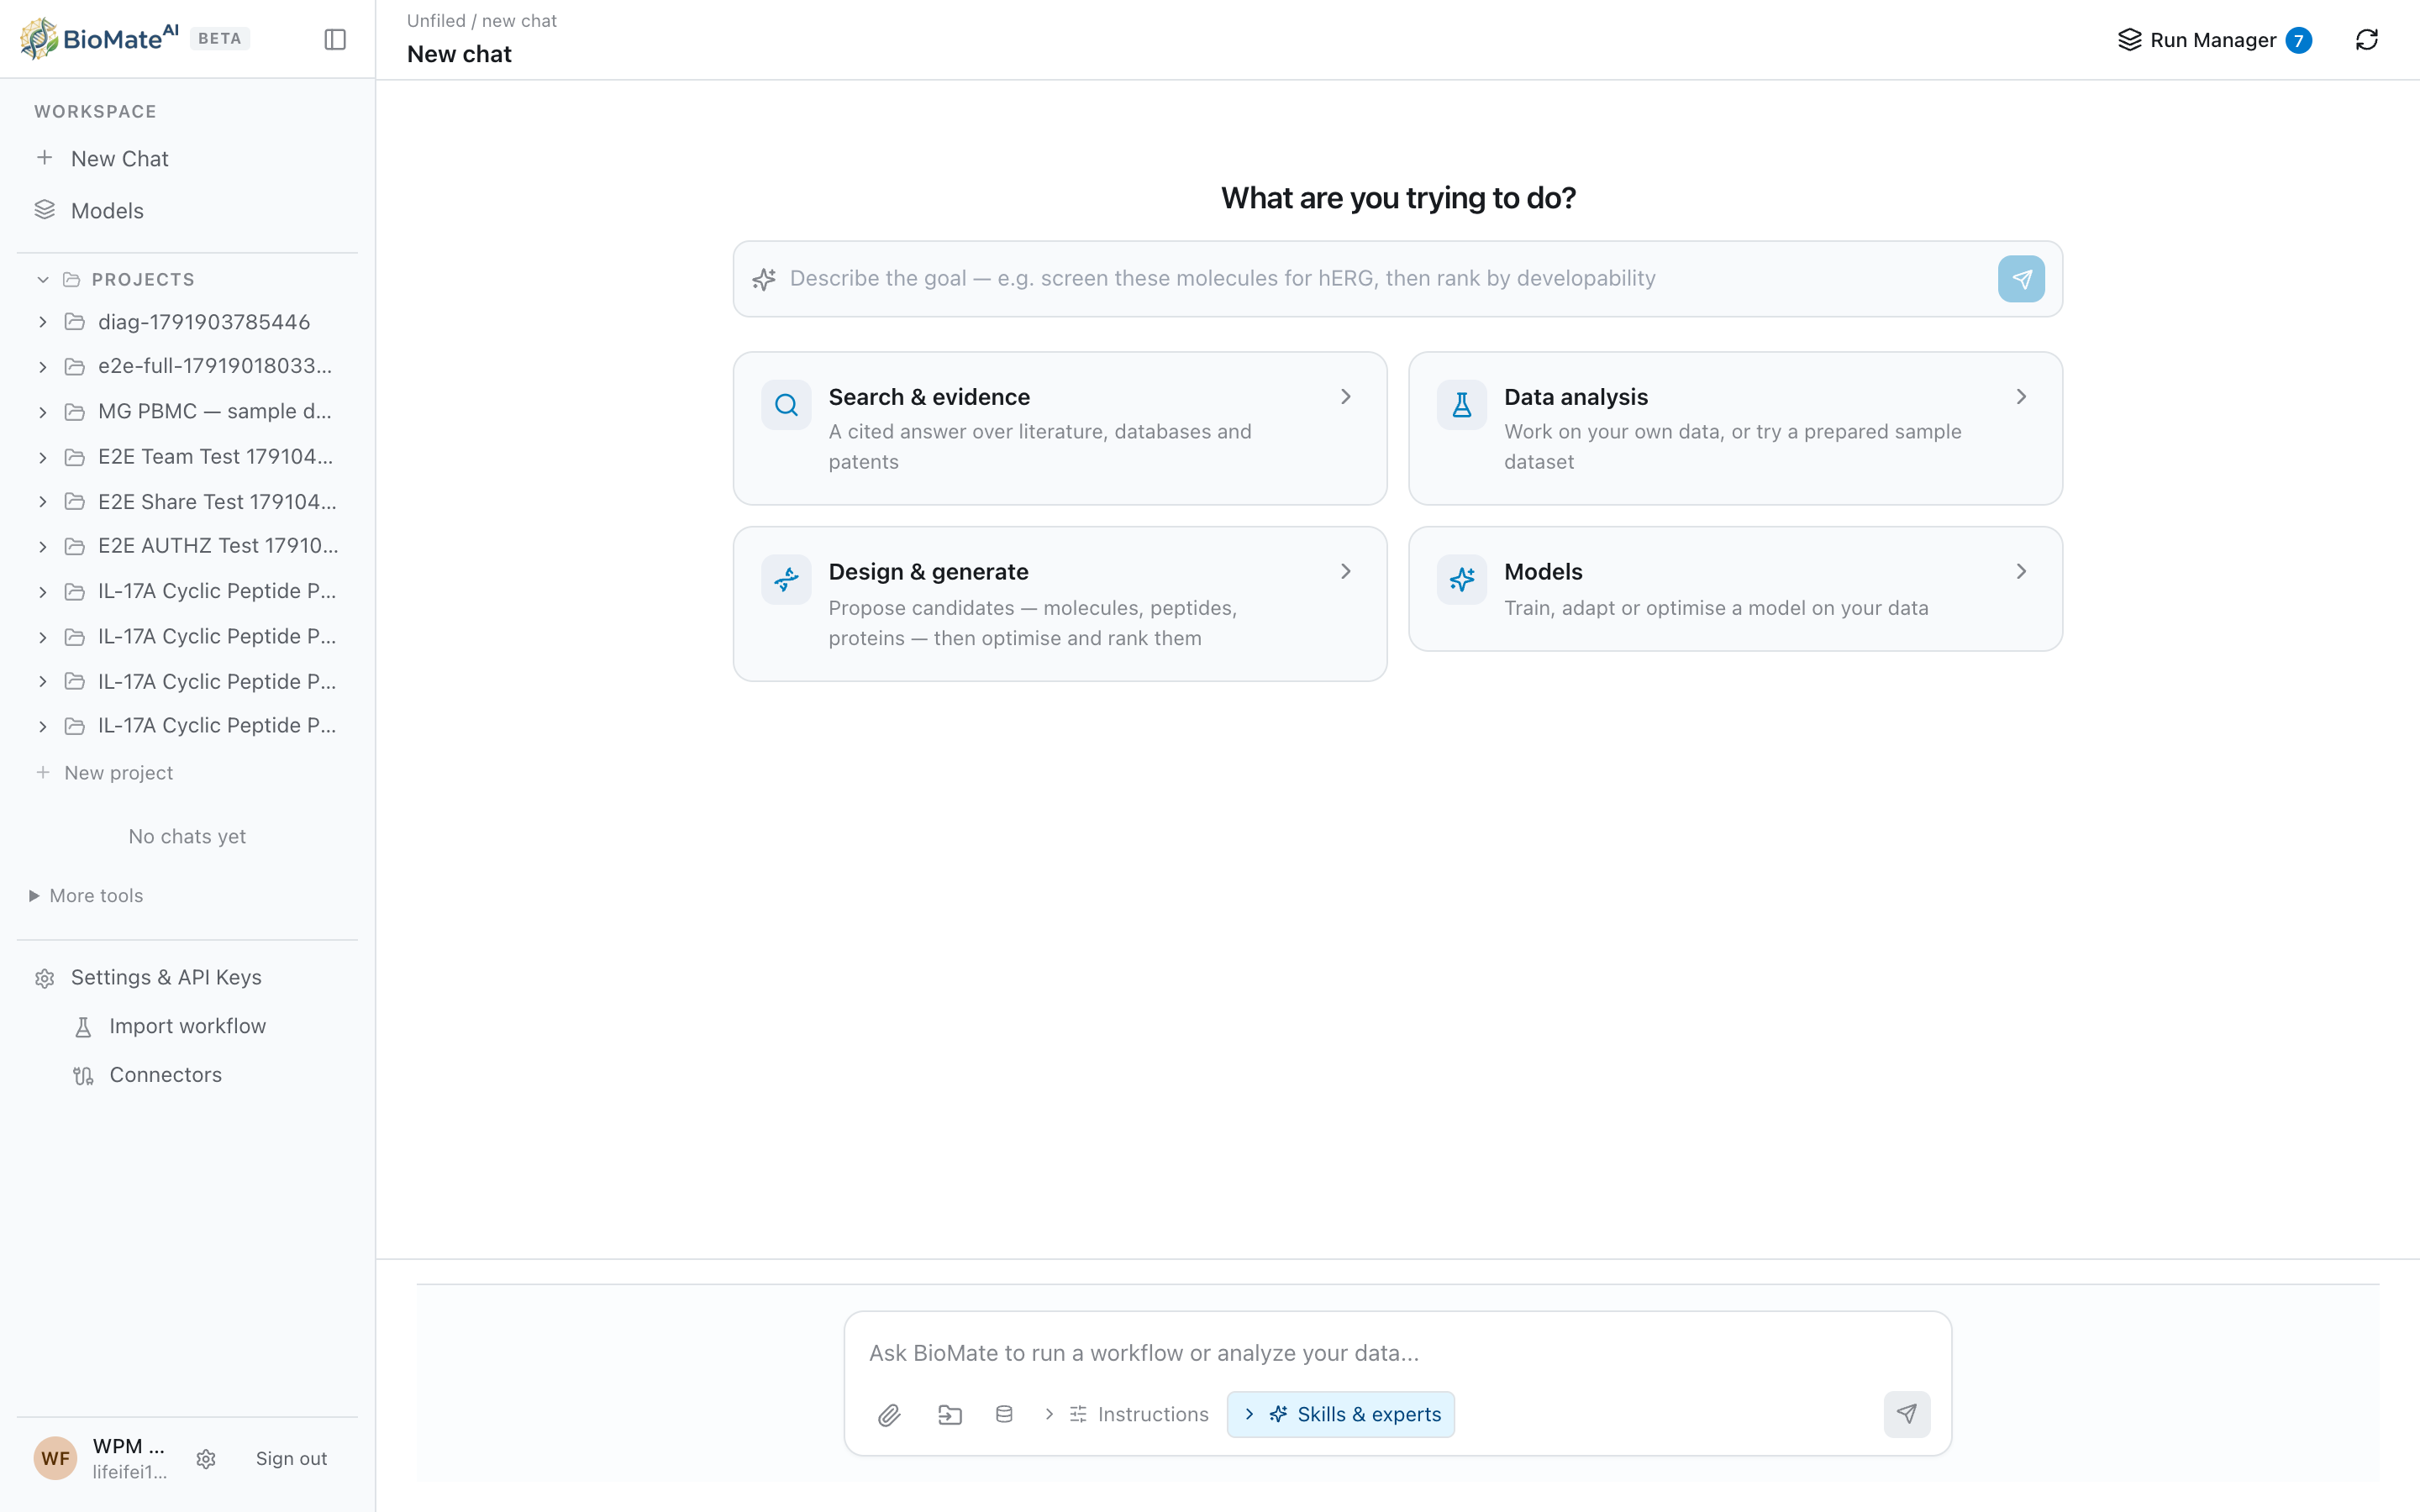 BioMate AI BETA
WORKSPACE
New Chat
Models
PROJECTS
diag-1791903785446
e2e-full-17919018033...
MG PBMC — sample d...
E2E Team Test 179104...
E2E Share Test 179104...
E2E AUTHZ Test 17910...
IL-17A Cyclic Peptide P...
IL-17A Cyclic Peptide P...
IL-17A Cyclic Peptide P...
IL-17A Cyclic Peptide P...
New project
No chats yet
More tools
Settings & API Keys
Import workflow
Connectors
WF
WPM ...
lifeifei1...
Sign out
Unfiled / new chat
New chat
Run Manager 7
What are you trying to do?
Describe the goal — e.g. screen these molecules for hERG, then rank by developability
Search & evidence
A cited answer over literature, databases and
patents
Data analysis
Work on your own data, or try a prepared sample
dataset
Design & generate
Propose candidates — molecules, peptides,
proteins — then optimise and rank them
Models
Train, adapt or optimise a model on your data
Ask BioMate to run a workflow or analyze your data...
Instructions
Skills & experts